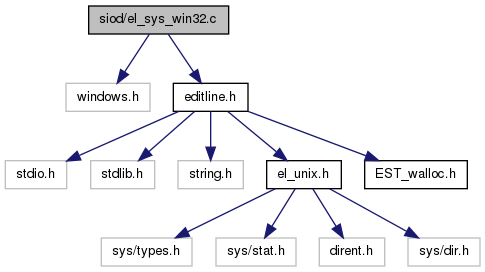 siod/el_sys_win32.c
windows.h
editline.h
stdio.h
stdlib.h
string.h
el_unix.h
EST_walloc.h
sys/types.h
sys/stat.h
dirent.h
sys/dir.h